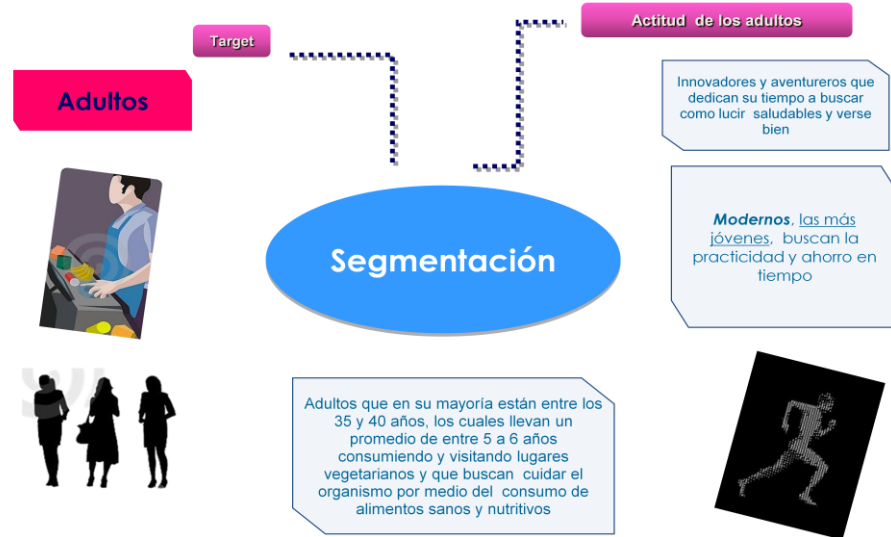 Target
Adultos
Actitud de los adultos
Innovadores y aventureros que
dedican su tiempo a buscar
como lucir saludables y verse
bien
Modernos, las más
jóvenes, buscan la
practicidad y ahorro en
tiempo
Segmentación
Adultos que en su mayoría están entre los
35 y 40 años, los cuales llevan un
promedio de entre 5 a 6 años
consumiendo y visitando lugares
vegetarianos y que buscan cuidar el
organismo por medio del consumo de
alimentos sanos y nutritivos